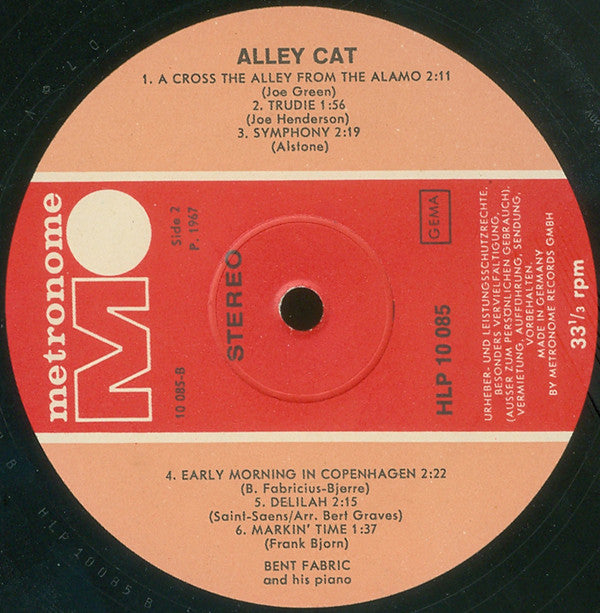 ALLEY CAT
1. A CROSS THE ALLEY FROM THE ALAMO 2:11
(Joe Green)
2. TRUDIE 1:56
(Joe Henderson)
3. SYMPHONY 2:19
(Alstone)
metronome
Side 2
P. 1967
10 085-B
STEREO
GEMA
HLP 10 085
URHEBER- UND LEISTUNGSSCHUTZRECHTE.
BESONDERS VERVIELFÄLTIGUNG,
(AUSSER ZUM PERSÖNLICHEN GEBRAUCH).
VERMIETUNG, AUFFÜHRUNG, SENDUNG,
VORBEHALTEN.
MADE IN GERMANY
BY METRONOME RECORDS GMBH
33 1/3 rpm
4. EARLY MORNING IN COPENHAGEN 2:22
(B. Fabricius-Bjerre)
5. DELILAH 2:15
(Saint-Saens/Arr. Bert Graves)
6. MARKIN' TIME 1:37
(Frank Bjorn)
BENT FABRIC
and his piano
HLP 10085 B